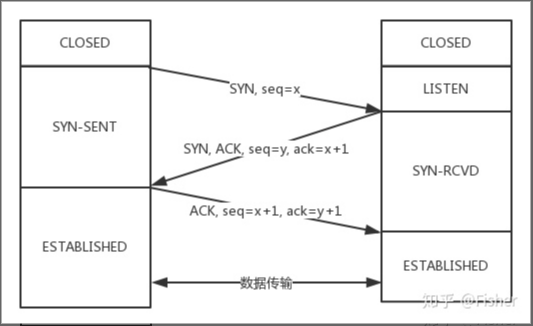 CLOSED
CLOSED
SYN, seq=x
LISTEN
SYN-SENT
SYN, ACK, seq=y, ack=x+1
SYN-RCVD
ACK, seq=x+1, ack=y+1
ESTABLISHED
ESTABLISHED
数据传输
知乎 @Fisher